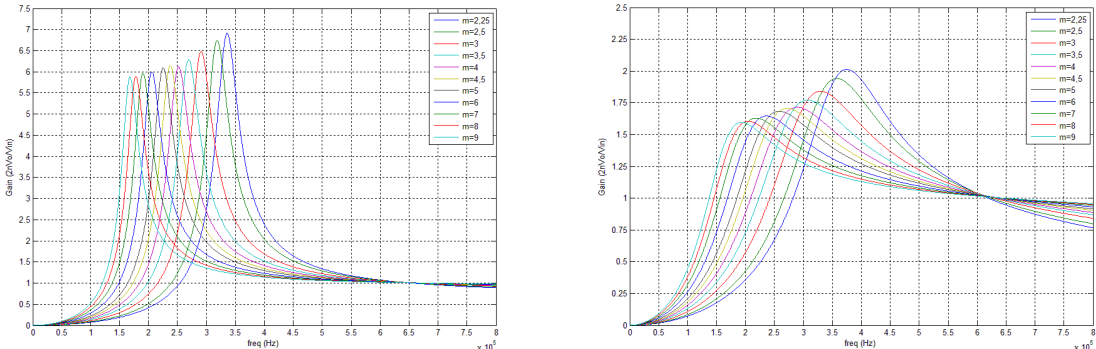 7.5
7
6.5
6
5.5
5
4.5
4
3.5
3
2.5
2
1.5
1
0.5
0
Gain (2nVo/Vin)
0 0.5 1 1.5 2 2.5 3 3.5 4 4.5 5 5.5 6 6.5 7 7.5 8
freq (Hz)
x 10^5
m=2,25
m=2,5
m=3
m=3,5
m=4
m=4,5
m=5
m=6
m=7
m=8
m=9
2.5
2.25
2
1.75
1.5
1.25
1
0.75
0.5
0.25
0
Gain (2nVo/Vin)
0 0.5 1 1.5 2 2.5 3 3.5 4 4.5 5 5.5 6 6.5 7 7.5 8
freq (Hz)
x 10^5
m=2,25
m=2,5
m=3
m=3,5
m=4
m=4,5
m=5
m=6
m=7
m=8
m=9